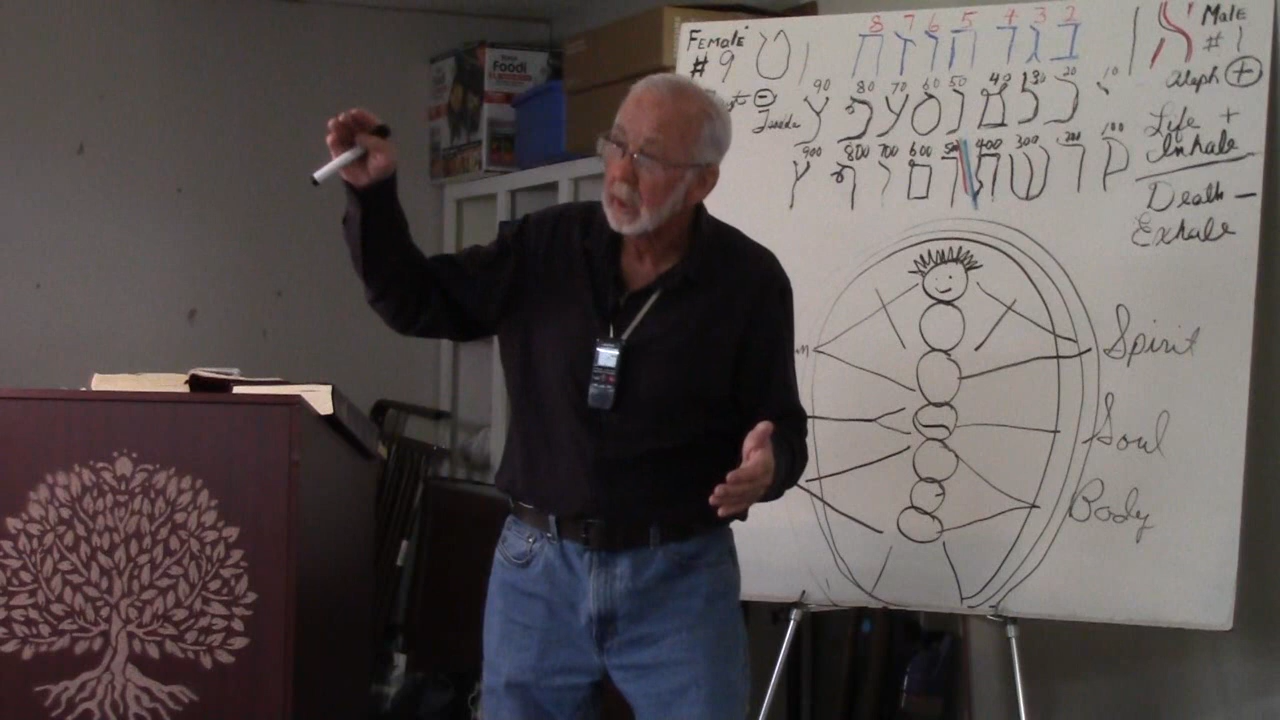 FEMALE
# 9
ט
8 7 6 5 4 3 2
ב ג ד ה ו ז ח
א
Male
# 1
Aleph +
90 80 70 60 50 40 30 20 10
י כ ל מ נ ס ע פ צ
Inside
900 800 700 600 500 400 300 200 100
ק ר ש ת ך ם ן ף ץ
Life +
Inhale
Death −
Exhale
Spirit
Soul
Body
Foodi